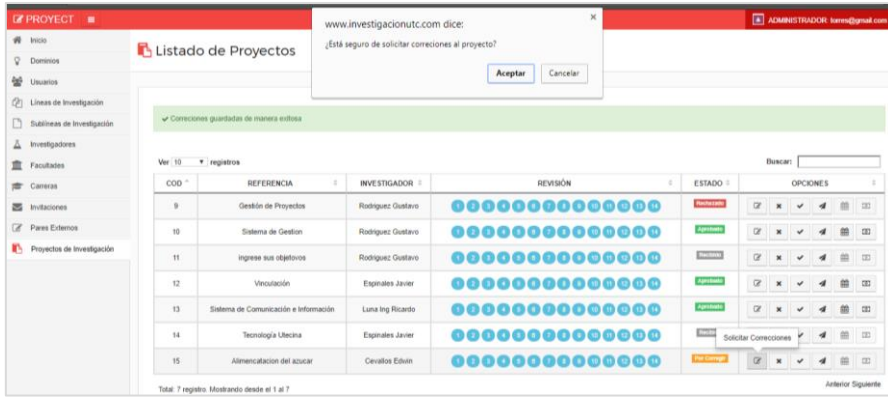 PROYECT
ADMINISTRADOR: torres@gmail.com
www.investigacionutc.com dice:
¿Está seguro de solicitar correciones al proyecto?
Aceptar Cancelar
Inicio
Dominios
Usuarios
Líneas de Investigación
Sublíneas de Investigación
Investigadores
Facultades
Carreras
Invitaciones
Pares Externos
Proyectos de Investigación
Listado de Proyectos
Correciones guardadas de manera exitosa
Ver 10 registros
Buscar:
COD REFERENCIA INVESTIGADOR REVISIÓN ESTADO OPCIONES
9 Gestión de Proyectos Rodriguez Gustavo 1 2 3 4 5 6 7 8 9 10 11 12 13 14 Rechazado
10 Sistema de Gestion Rodriguez Gustavo 1 2 3 4 5 6 7 8 9 10 11 12 13 14 Aprobado
11 ingrese sus objetovos Rodriguez Gustavo 1 2 3 4 5 6 7 8 9 10 11 12 13 14 Recibido
12 Vinculación Espinales Javier 1 2 3 4 5 6 7 8 9 10 11 12 13 14 Aprobado
13 Sistema de Comunicación e Información Luna Ing Ricardo 1 2 3 4 5 6 7 8 9 10 11 12 13 14 Aprobado
14 Tecnología Utecina Espinales Javier 1 2 3 4 5 6 7 8 9 10 11 12 13 14
Solicitar Correcciones
15 Alimencatacion del azucar Cevallos Edwin 1 2 3 4 5 6 7 8 9 10 11 12 13 14 Por Corregir
Total: 7 registro. Mostrando desde el 1 al 7
Anterior Siguiente